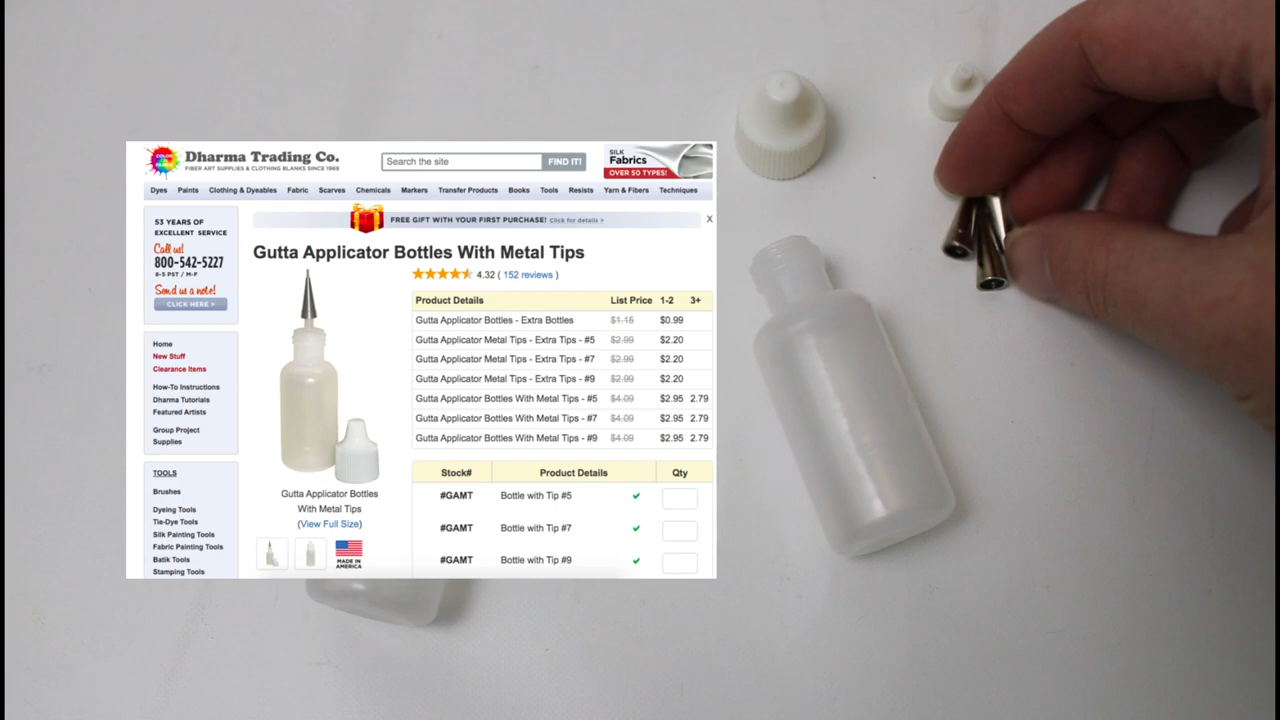 COLOR
Dharma Trading Co.
FIBER ART SUPPLIES & CLOTHING BLANKS SINCE 1969
Search the site
FIND IT!
SILK
Fabrics
OVER 50 TYPES!
Dyes Paints Clothing & Dyeables Fabric Scarves Chemicals Markers Transfer Products Books Tools Resists Yarn & Fibers Techniques
53 YEARS OF
EXCELLENT SERVICE
Call us!
800-542-5227
8-5 PST / M-F
Send us a note!
CLICK HERE >
FREE GIFT WITH YOUR FIRST PURCHASE! Click for details >
X
Gutta Applicator Bottles With Metal Tips
4.32 ( 152 reviews )
Product Details List Price 1-2 3+
Gutta Applicator Bottles - Extra Bottles $1.15 $0.99
Gutta Applicator Metal Tips - Extra Tips - #5 $2.99 $2.20
Gutta Applicator Metal Tips - Extra Tips - #7 $2.99 $2.20
Gutta Applicator Metal Tips - Extra Tips - #9 $2.99 $2.20
Gutta Applicator Bottles With Metal Tips - #5 $4.09 $2.95 2.79
Gutta Applicator Bottles With Metal Tips - #7 $4.09 $2.95 2.79
Gutta Applicator Bottles With Metal Tips - #9 $4.09 $2.95 2.79
Home
New Stuff
Clearance Items
How-To Instructions
Dharma Tutorials
Featured Artists
Group Project
Supplies
TOOLS
Brushes
Dyeing Tools
Tie-Dye Tools
Silk Painting Tools
Fabric Painting Tools
Batik Tools
Stamping Tools
Gutta Applicator Bottles
With Metal Tips
(View Full Size)
MADE IN
AMERICA
Stock# Product Details Qty
#GAMT Bottle with Tip #5
#GAMT Bottle with Tip #7
#GAMT Bottle with Tip #9